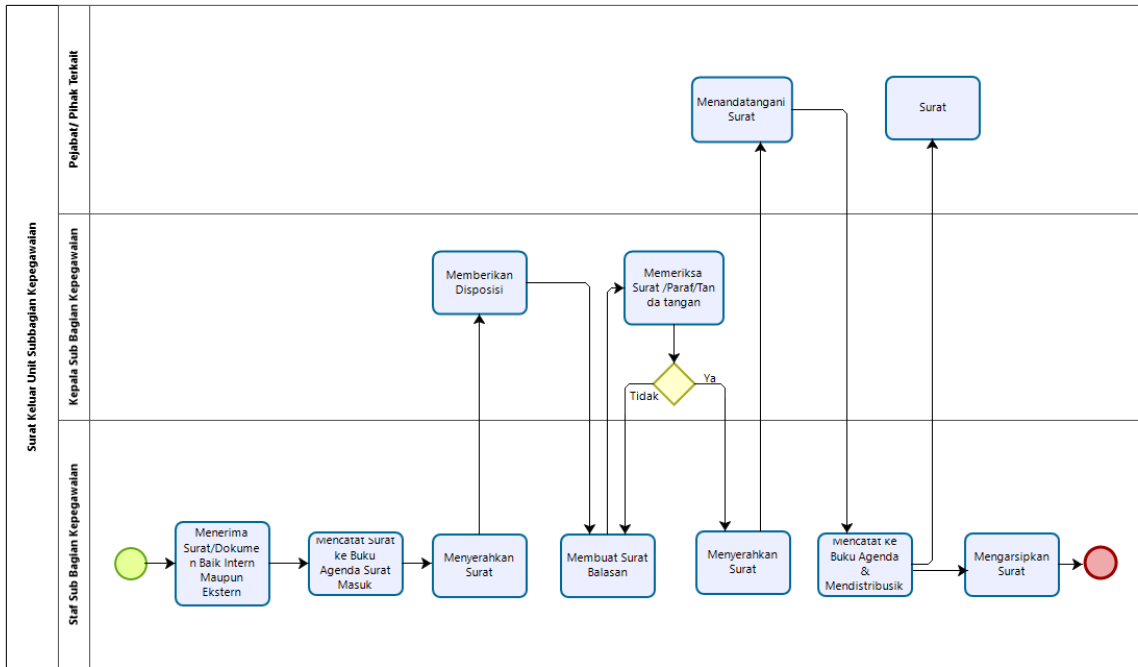 Surat Keluar Unit Subbagian Kepegawaian
Pejabat/ Pihak Terkait
Menandatangani
Surat
Surat
Kepala Sub Bagian Kepegawaian
Memberikan
Disposisi
Memeriksa
Surat /Paraf/Tan
da tangan
Tidak
Ya
Staf Sub Bagian Kepegawaian
Menerima
Surat/Dokume
n Baik Intern
Maupun
Ekstern
Mencatat Surat
ke Buku
Agenda Surat
Masuk
Menyerahkan
Surat
Membuat Surat
Balasan
Menyerahkan
Surat
Mencatat ke
Buku Agenda
&
Mendistribusik
Mengarsipkan
Surat